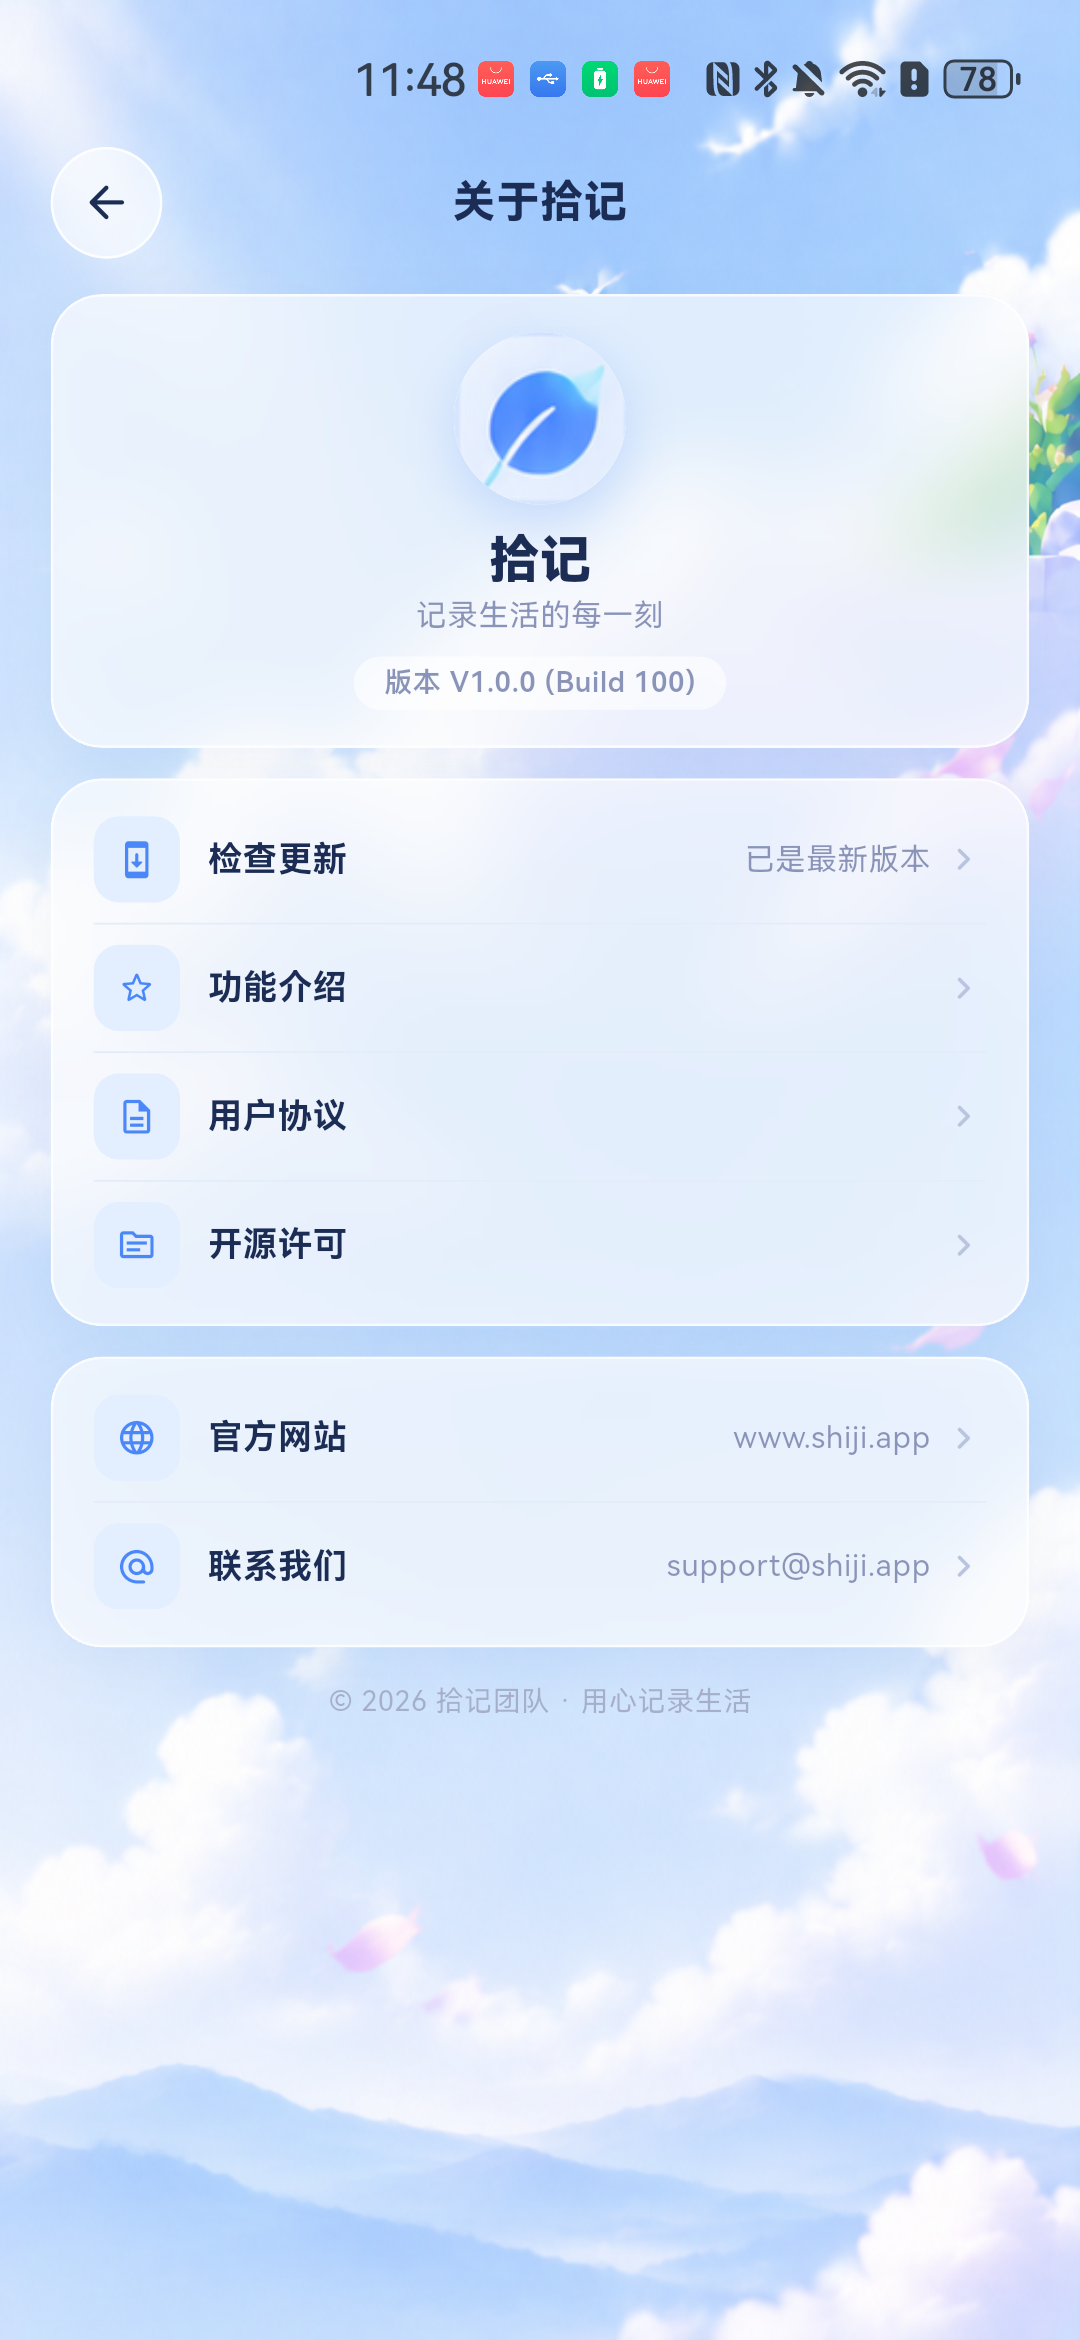 11:48 HUAWEI HUAWEI 78
关于拾记
拾记
记录生活的每一刻
版本 V1.0.0 (Build 100)
检查更新 已是最新版本
功能介绍
用户协议
开源许可
官方网站 www.shiji.app
联系我们 support@shiji.app
© 2026 拾记团队 · 用心记录生活